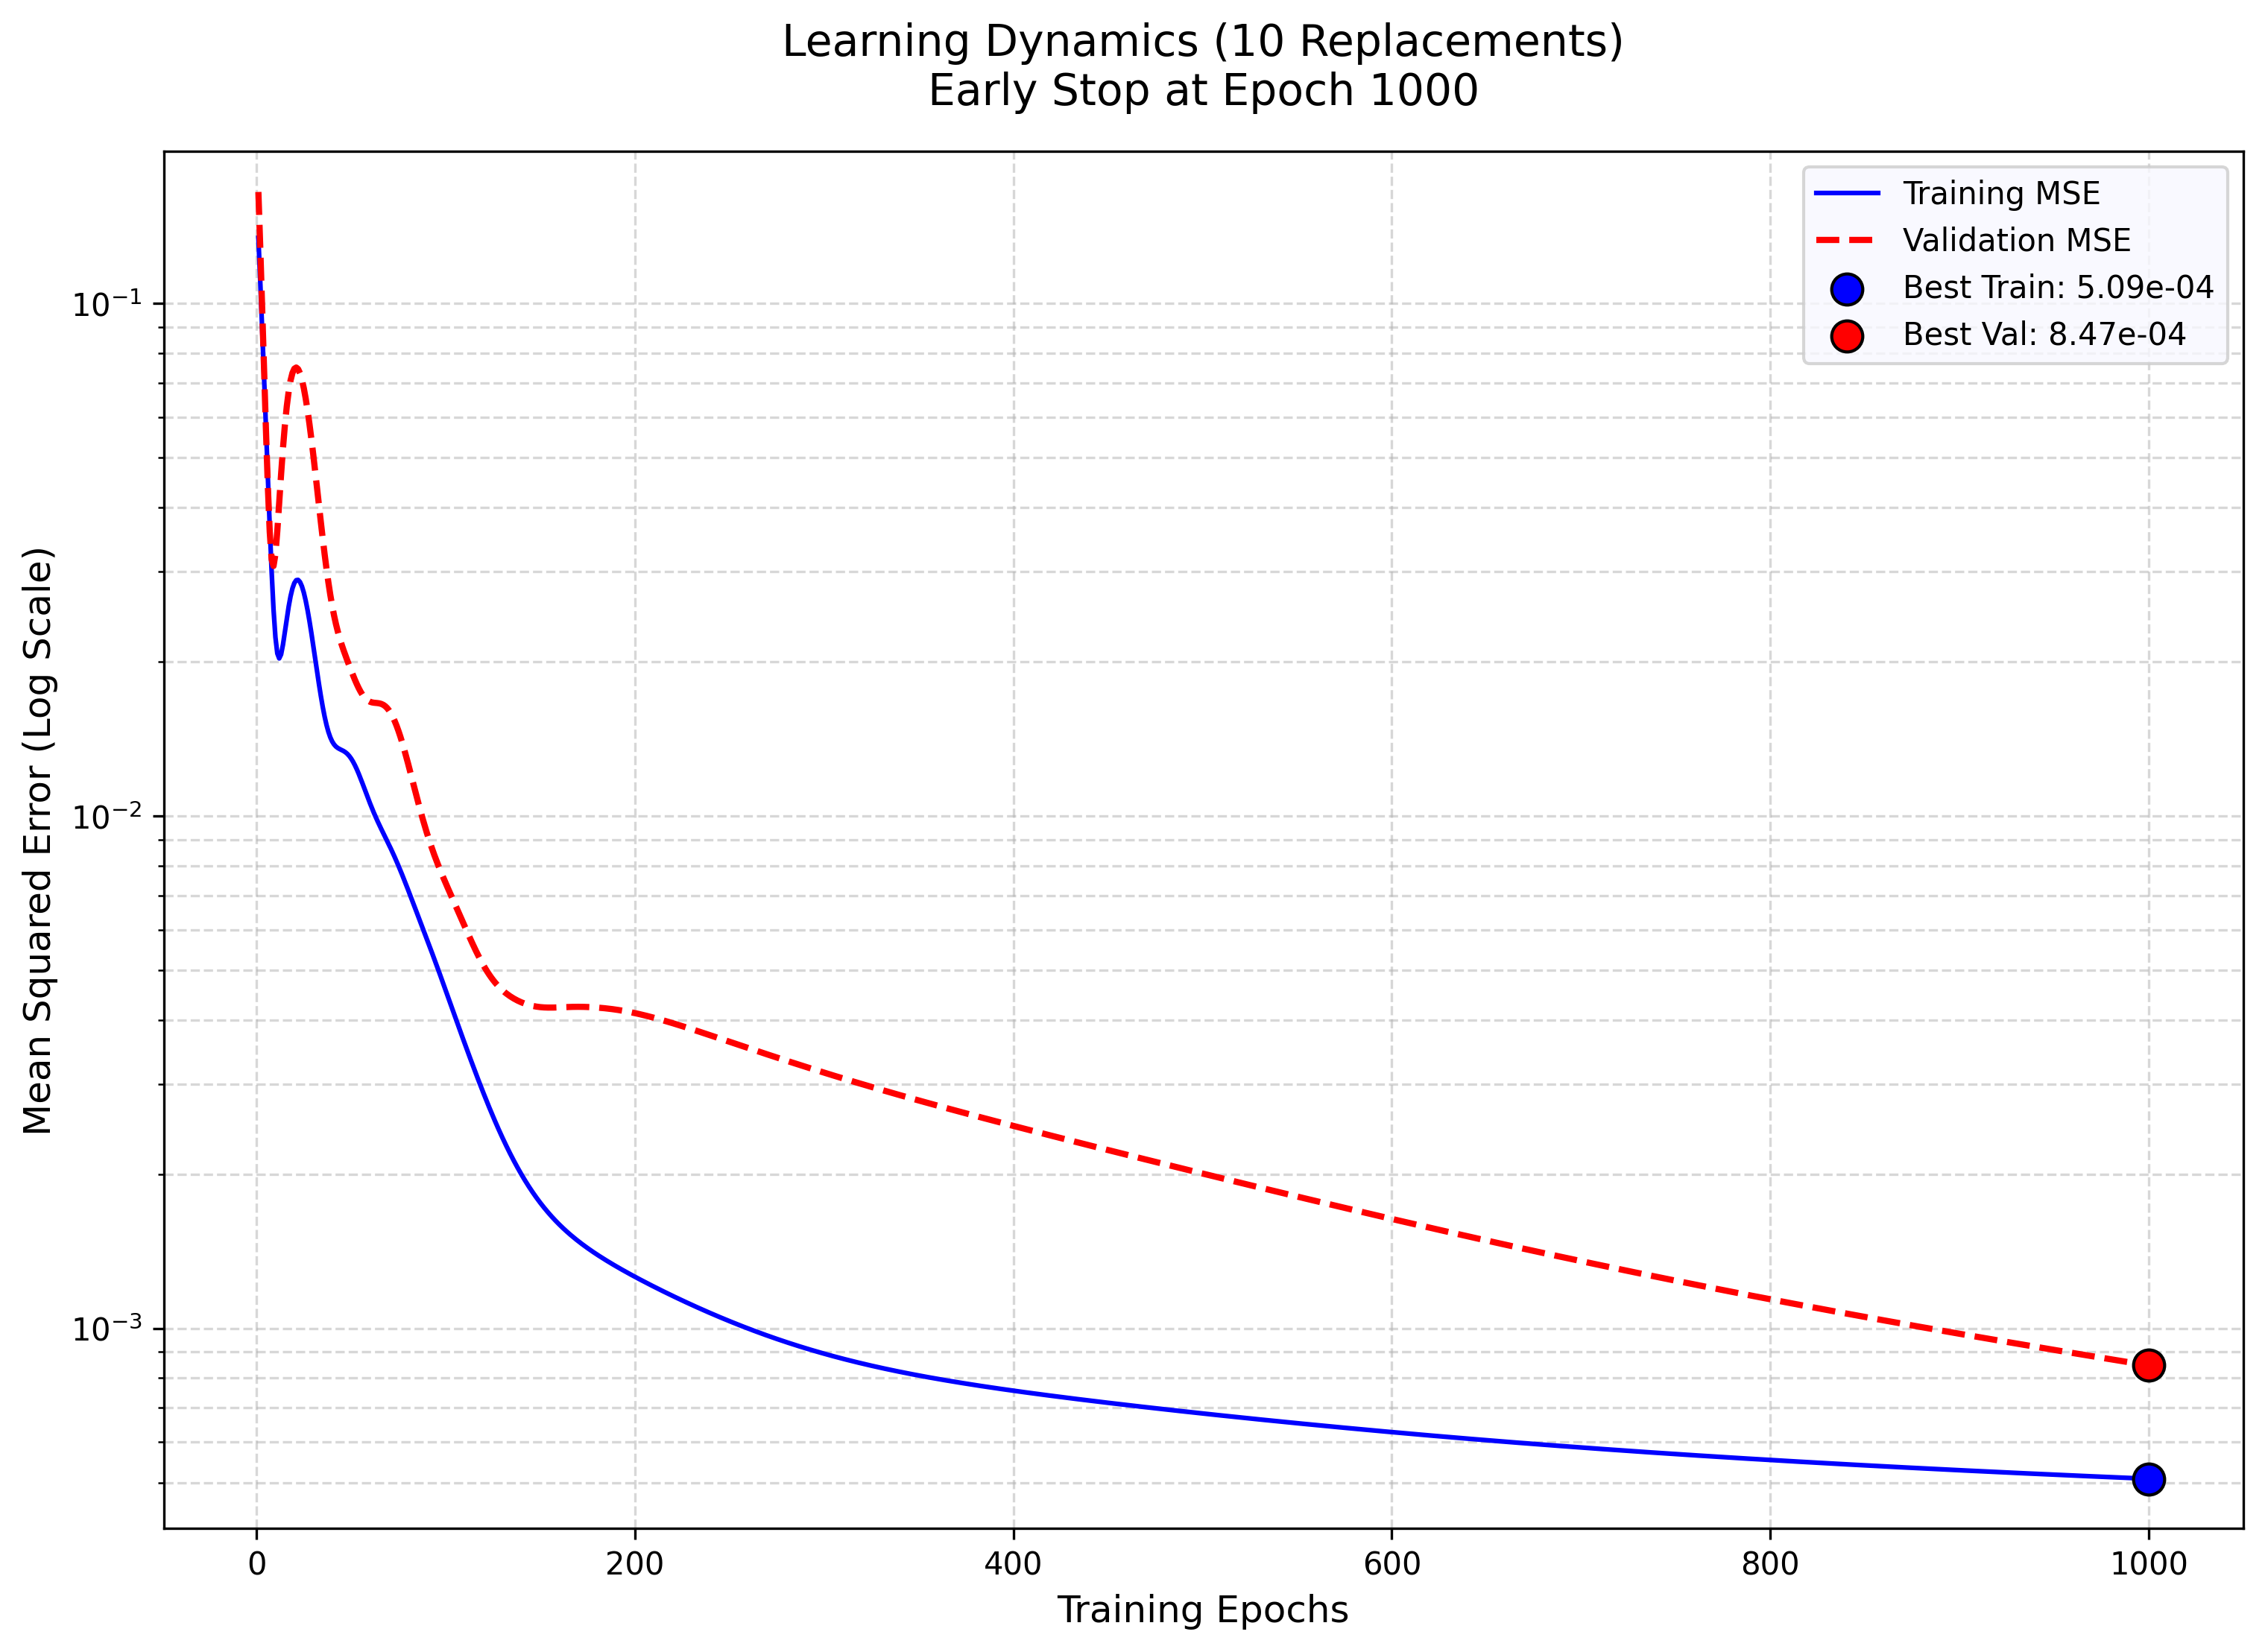 Learning Dynamics (10 Replacements)
Early Stop at Epoch 1000
Training MSE
Validation MSE
Best Train: 5.09e-04
Best Val: 8.47e-04
Mean Squared Error (Log Scale)
10⁻¹
10⁻²
10⁻³
0 200 400 600 800 1000
Training Epochs